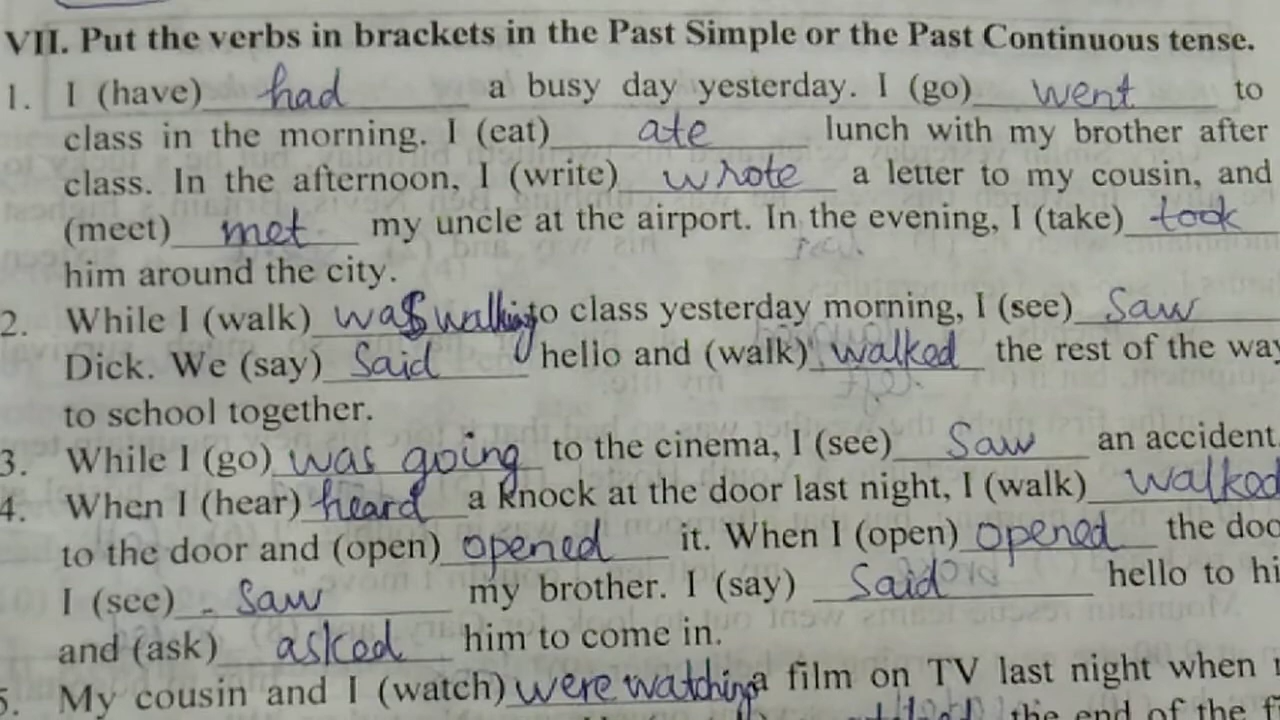 VII. Put the verbs in brackets in the Past Simple or the Past Continuous tense.
1. I (have) had a busy day yesterday. I (go) went to
class in the morning. I (eat) ate lunch with my brother after
class. In the afternoon, I (write) wrote a letter to my cousin, and
(meet) met my uncle at the airport. In the evening, I (take) took
him around the city.
2. While I (walk) was walking to class yesterday morning, I (see) Saw
Dick. We (say) Said hello and (walk) walked the rest of the way
to school together.
3. While I (go) was going to the cinema, I (see) Saw an accident.
4. When I (hear) heard a knock at the door last night, I (walk) walked
to the door and (open) opened it. When I (open) opened the doo
I (see) Saw my brother. I (say) Said hello to hi
and (ask) asked him to come in.
5. My cousin and I (watch) were watching a film on TV last night when
the end of the fi